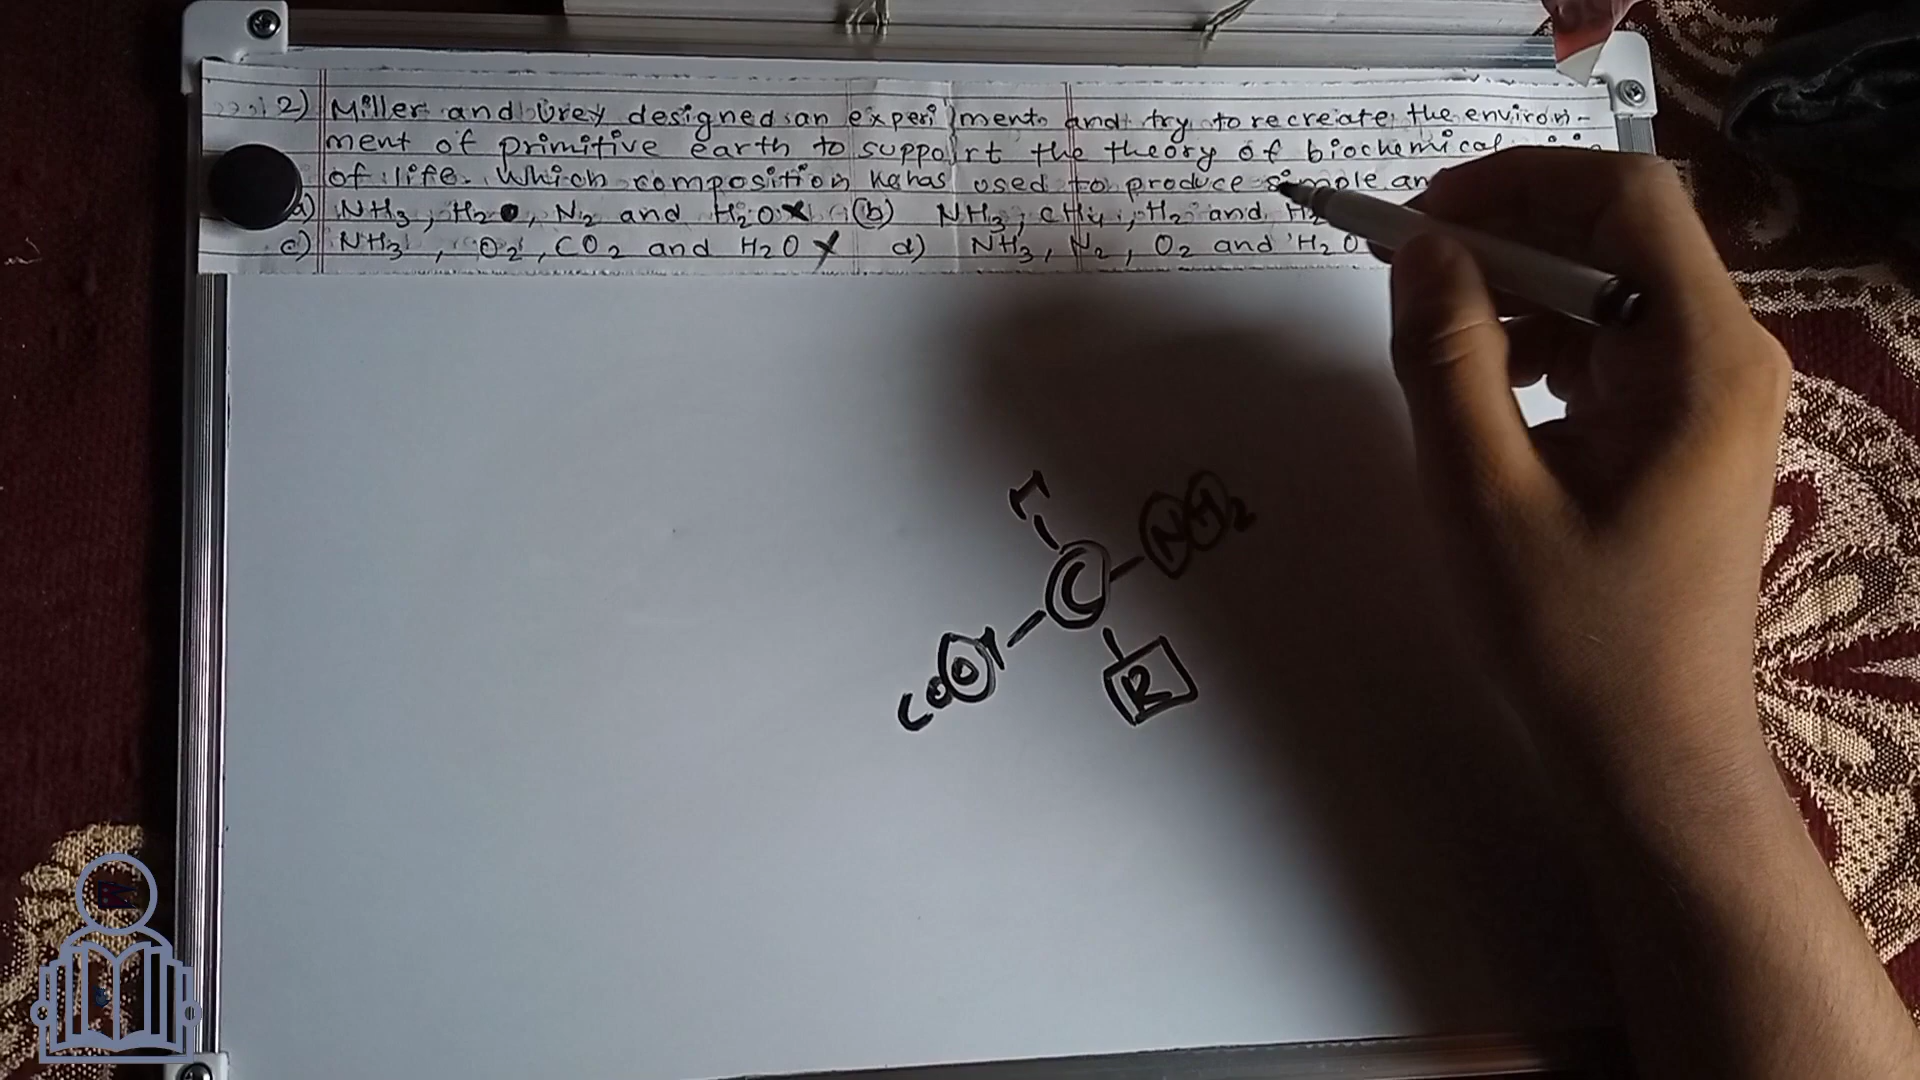 2) Miller and Urey designed an experiment and try to recreate the environ-
ment of primitive earth to support the theory of biochemical
of life. Which composition he has used to produce simple
a) NH3, H2, N2 and H2O X (b) NH3, CH4, H2 and
c) NH3, O2, CO2 and H2O X d) NH3, N2, O2 and H2O
C NH2
COO R